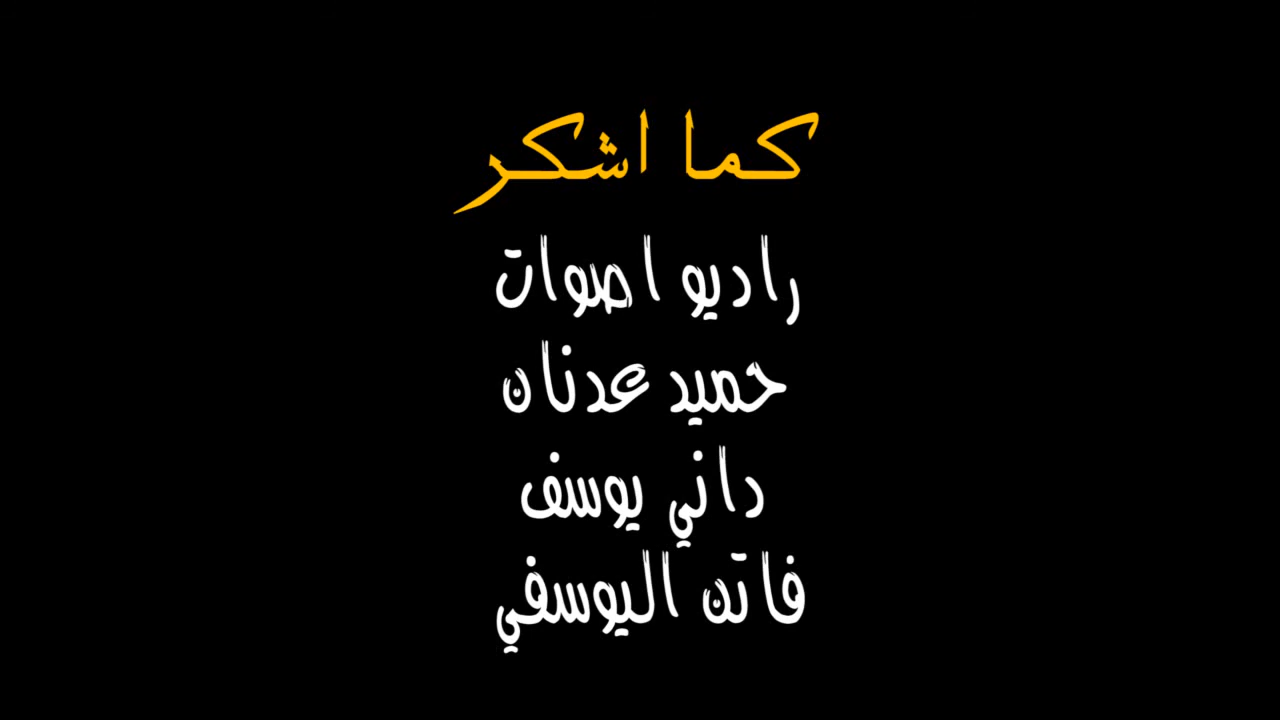 كما اشكر
راديو اصوات
حميد عدنان
داني يوسف
فاتن اليوسفي